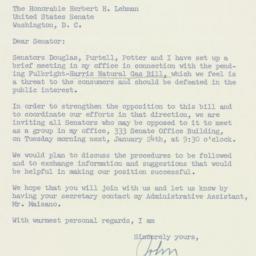 The Honorable Herbert H. Lehman
United States Senate
Washington, D. C.
Dear Senator:
Senators Douglas, Purtell, Potter and I have set up a
brief meeting in my office in connection with the pend-
ing Fulbright-Harris Natural Gas Bill, which we feel is
a threat to the consumers and should be defeated in the
public interest.
In order to strengthen the opposition to this bill and
to coordinate our efforts in that direction, we are
inviting all Senators who may be opposed to it to meet
as a group in my office, 333 Senate Office Building,
on Tuesday morning next, January 24th, at 9:30 o'clock.
We would plan to discuss the procedures to be followed
and to exchange information and suggestions that would
be helpful in making our position successful.
We hope that you will join with us and let us know by
having your secretary contact my Administrative Assistant,
Mr. Maisano.
With warmest personal regards, I am
Sincerely yours,
John